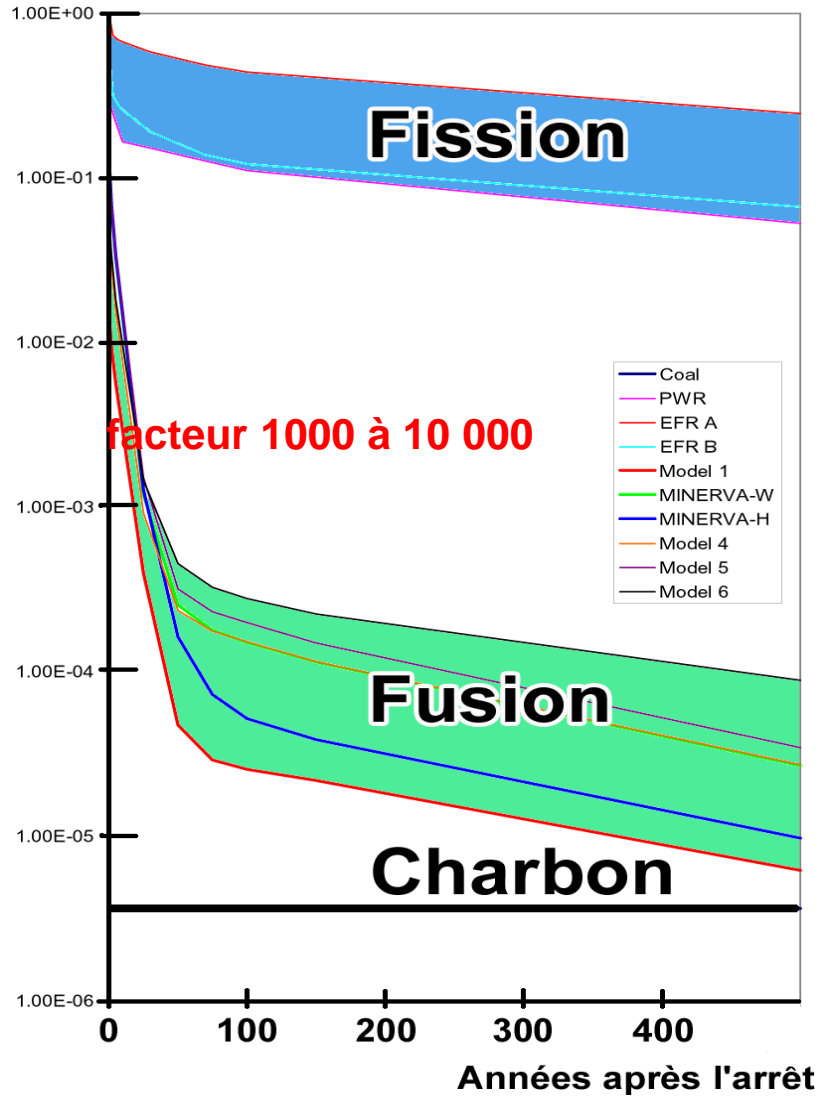 1.00E+00
Fission
1.00E-01
1.00E-02
Coal
PWR
EFR A
EFR B
Model 1
MINERVA-W
MINERVA-H
Model 4
Model 5
Model 6
facteur 1000 à 10 000
1.00E-03
1.00E-04
Fusion
1.00E-05
Charbon
1.00E-06
0 100 200 300 400
Années après l'arrêt